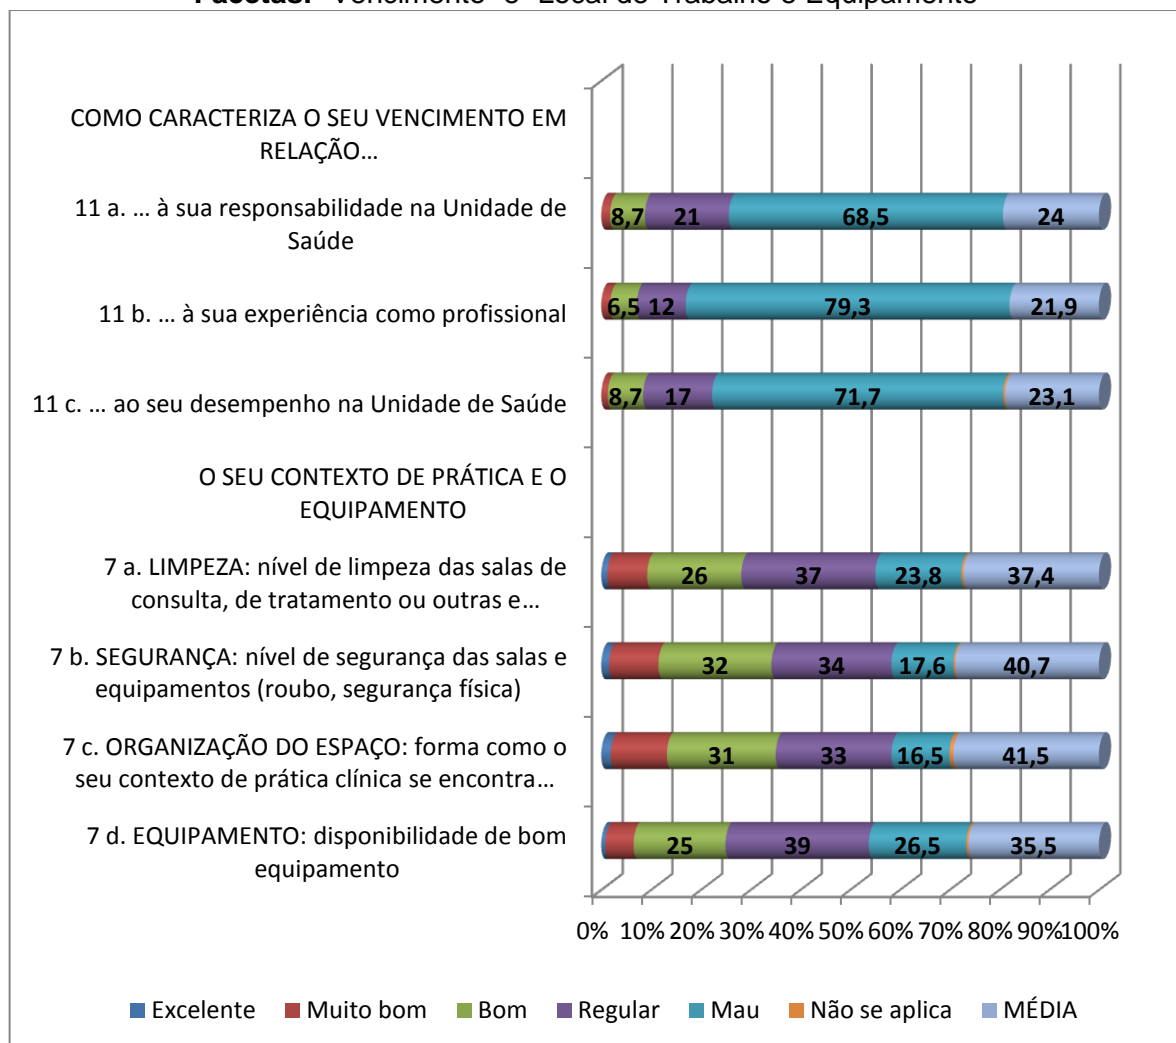 Facetas: "Vencimento" e "Local de Trabalho e Equipamento"
COMO CARACTERIZA O SEU VENCIMENTO EM
RELAÇÃO…
11 a. … à sua responsabilidade na Unidade de
Saúde
8,7 21 68,5 24
11 b. … à sua experiência como profissional
6,5 12 79,3 21,9
11 c. … ao seu desempenho na Unidade de Saúde
8,7 17 71,7 23,1
O SEU CONTEXTO DE PRÁTICA E O
EQUIPAMENTO
7 a. LIMPEZA: nível de limpeza das salas de
consulta, de tratamento ou outras e…
26 37 23,8 37,4
7 b. SEGURANÇA: nível de segurança das salas e
equipamentos (roubo, segurança física)
32 34 17,6 40,7
7 c. ORGANIZAÇÃO DO ESPAÇO: forma como o
seu contexto de prática clínica se encontra…
31 33 16,5 41,5
7 d. EQUIPAMENTO: disponibilidade de bom
equipamento
25 39 26,5 35,5
0% 10% 20% 30% 40% 50% 60% 70% 80% 90% 100%
Excelente Muito bom Bom Regular Mau Não se aplica MÉDIA